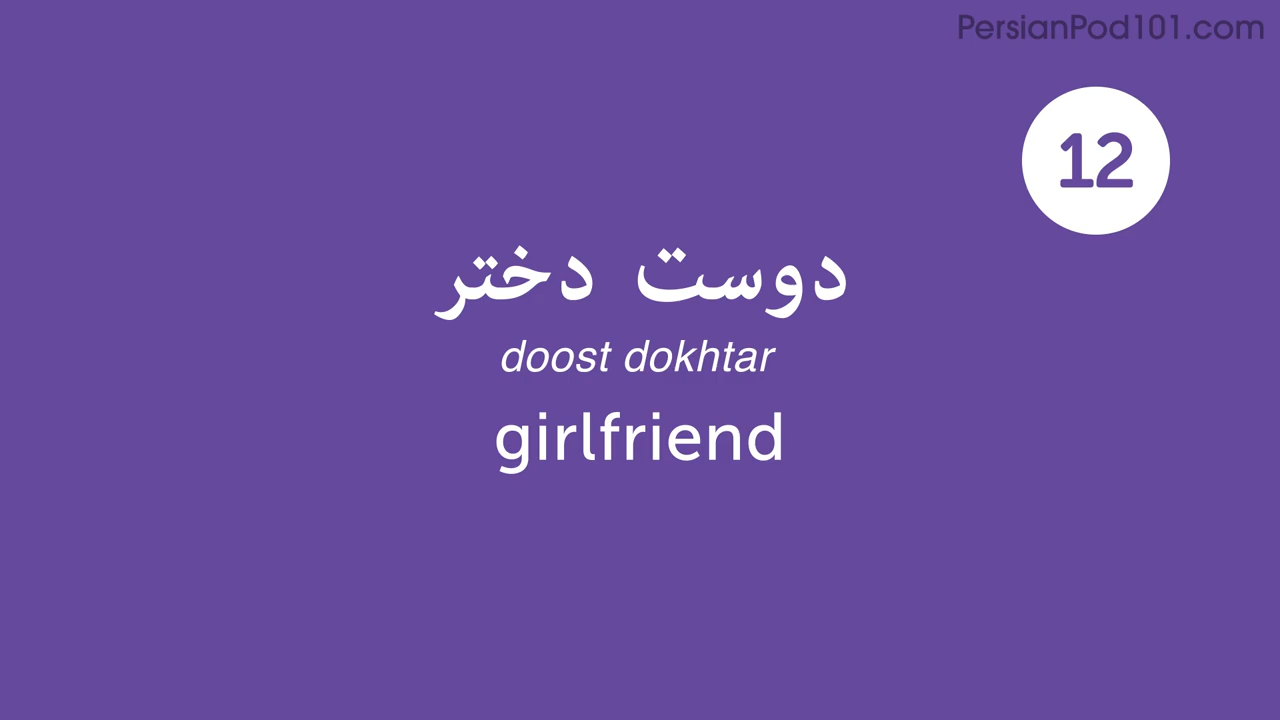 PersianPod101.com
12
دوست دختر
doost dokhtar
girlfriend